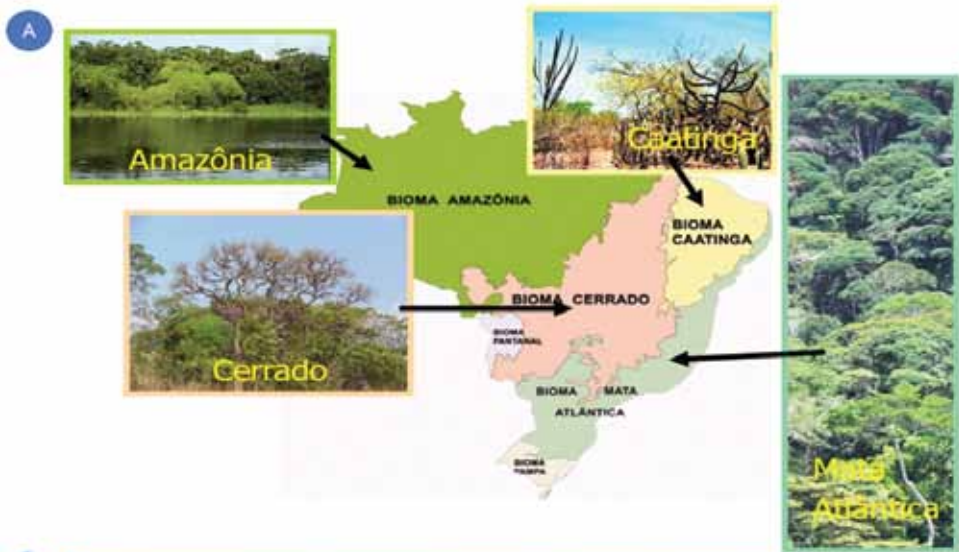 A
Amazônia
Caatinga
BIOMA AMAZÔNIA
BIOMA
CAATINGA
BIOMA CERRADO
Cerrado
BIOMA
PANTANAL
BIOMA MATA
ATLÂNTICA
BIOMA
PAMPA
Mata
Atlântica